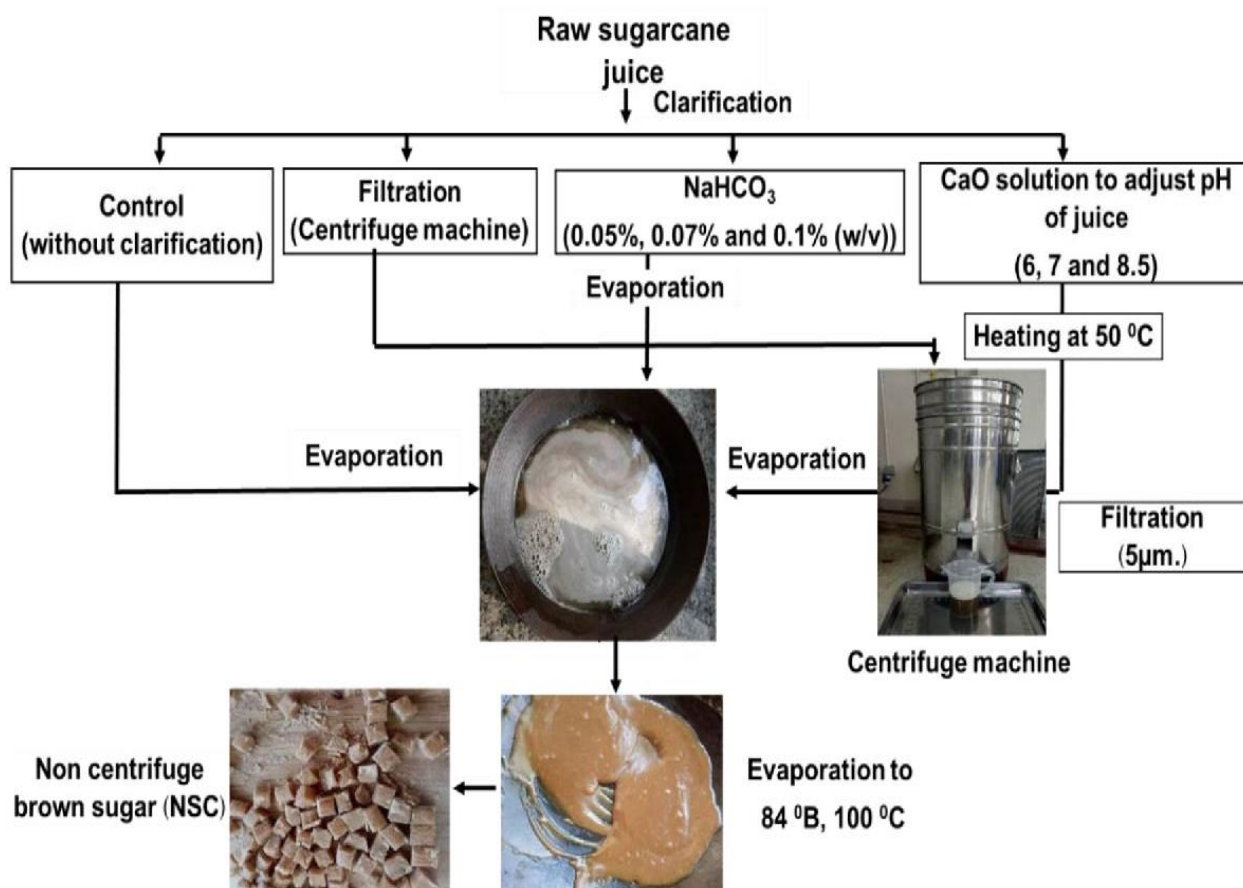 Raw sugarcane
juice
Clarification
Control
(without clarification)
Filtration
(Centrifuge machine)
NaHCO₃
(0.05%, 0.07% and 0.1% (w/v))
CaO solution to adjust pH
of juice
(6, 7 and 8.5)
Evaporation
Heating at 50 ⁰C
Evaporation
Evaporation
Filtration
(5µm.)
Centrifuge machine
Non centrifuge
brown sugar (NSC)
Evaporation to
84 ⁰B, 100 ⁰C